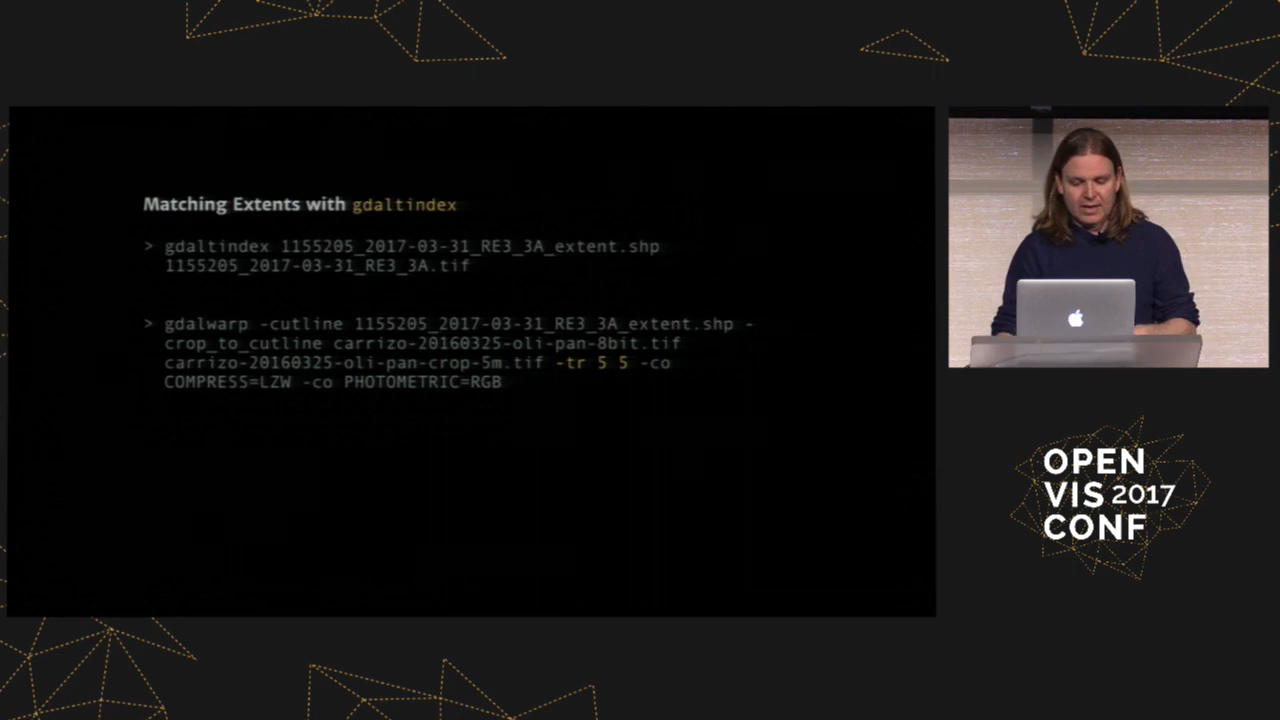 Matching Extents with gdaltindex
> gdaltindex 1155205_2017-03-31_RE3_3A_extent.shp
1155205_2017-03-31_RE3_3A.tif
> gdalwarp -cutline 1155205_2017-03-31_RE3_3A_extent.shp -
crop_to_cutline carrizo-20160325-oli-pan-8bit.tif
carrizo-20160325-oli-pan-crop-5m.tif -tr 5 5 -co
COMPRESS=LZW -co PHOTOMETRIC=RGB
OPEN
VIS 2017
CONF